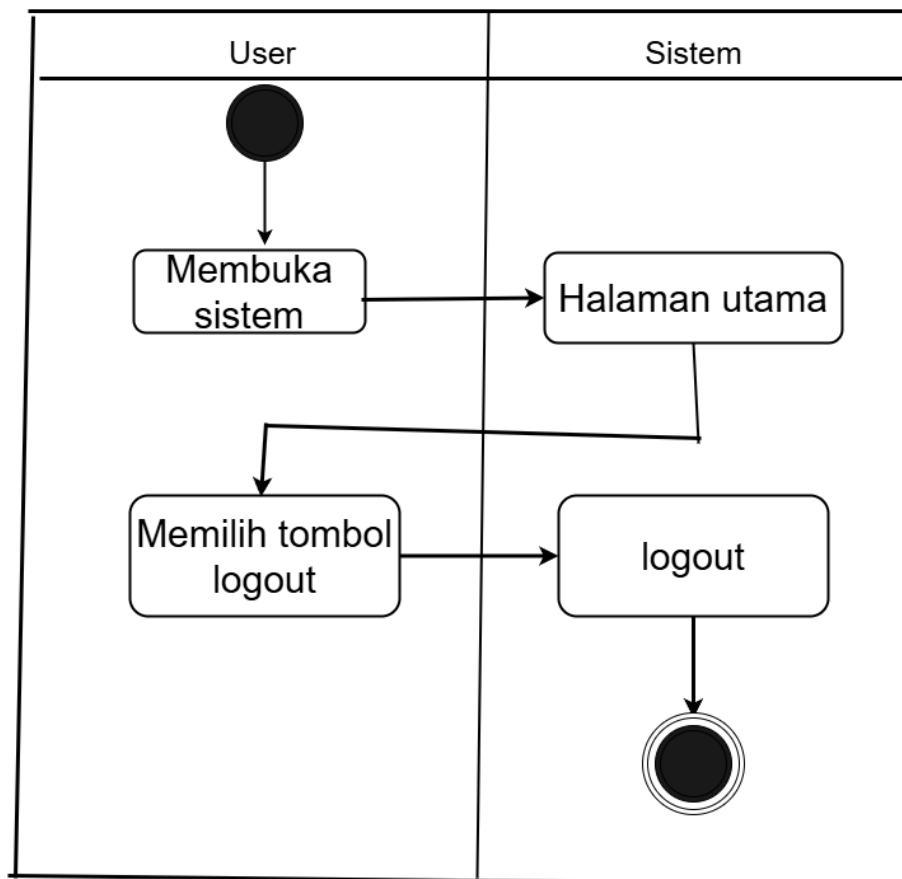 User
Sistem
Membuka
sistem
Halaman utama
Memilih tombol
logout
logout